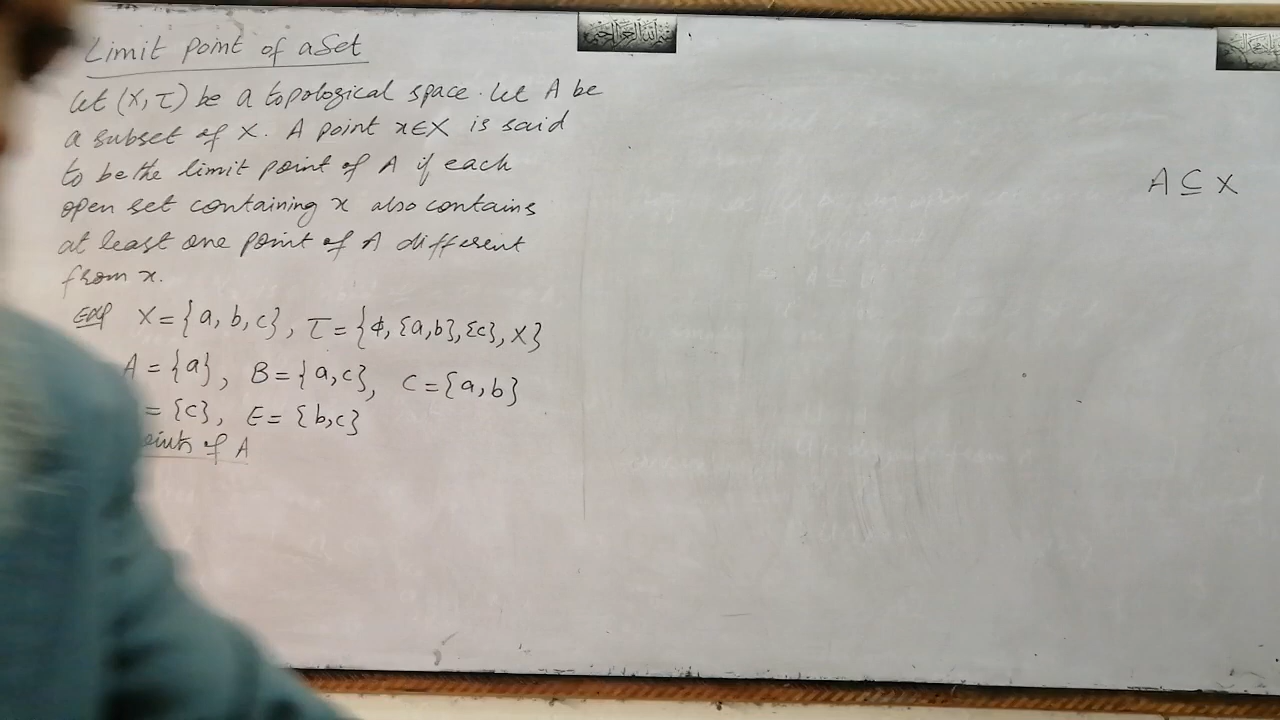 Limit point of a Set
Let (X, τ) be a topological space. Let A be
a subset of X. A point x∈X is said
to be the limit point of A if each
open set containing x also contains
at least one point of A different
from x.
X = {a, b, c}, τ = {ϕ, {a,b}, {c}, X}
A = {a}, B = {a, c}, C = {a, b}
= {c}, E = {b,c}
of A
A ⊆ X